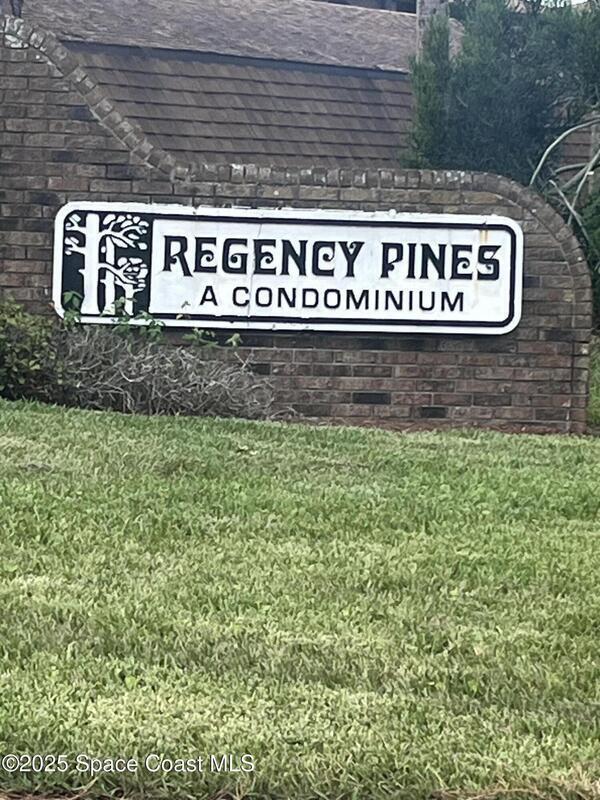 REGENCY PINES
A CONDOMINIUM
©2025 Space Coast MLS